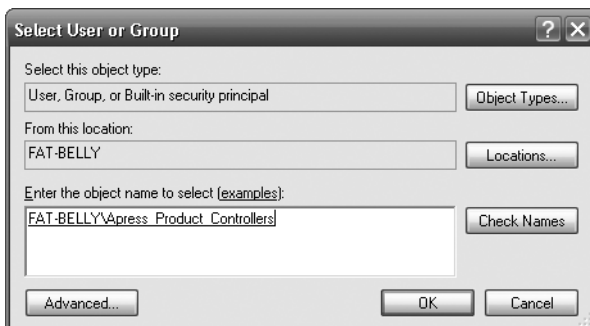 Select User or Group
Select this object type:
User, Group, or Built-in security principal
Object Types...
From this location:
FAT-BELLY
Locations...
Enter the object name to select (examples):
FAT-BELLY\Apress_Product_Controllers
Check Names
Advanced...
OK
Cancel